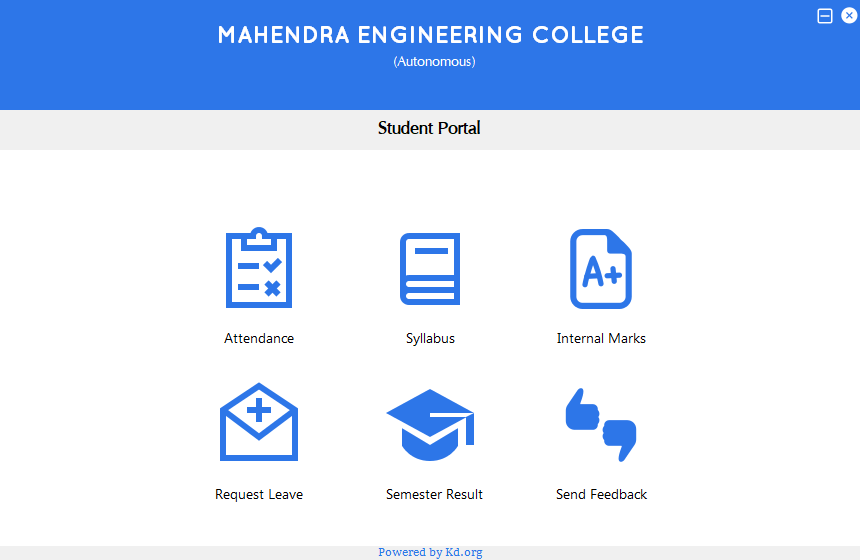 MAHENDRA ENGINEERING COLLEGE
(Autonomous)
Student Portal
A+
Attendance
Syllabus
Internal Marks
Request Leave
Semester Result
Send Feedback
Powered by Kd.org